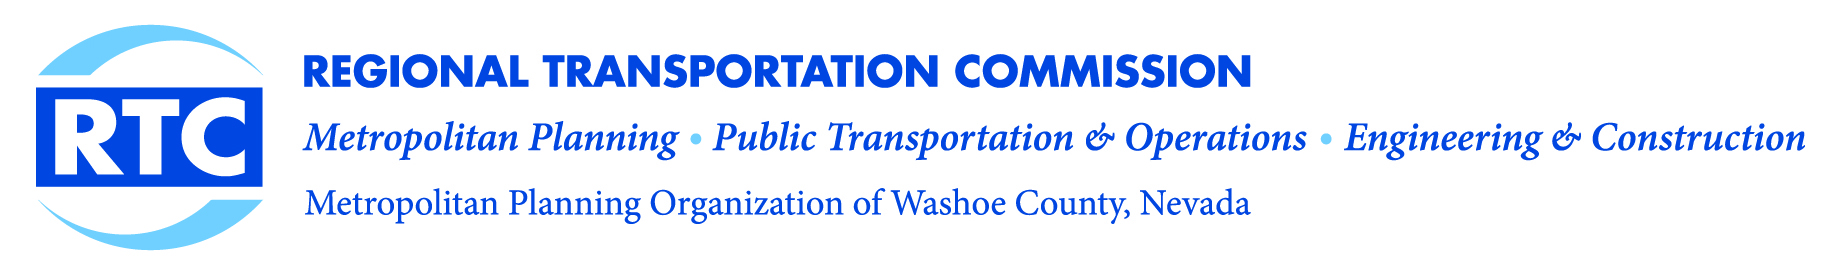 RTC
REGIONAL TRANSPORTATION COMMISSION
Metropolitan Planning • Public Transportation & Operations • Engineering & Construction
Metropolitan Planning Organization of Washoe County, Nevada